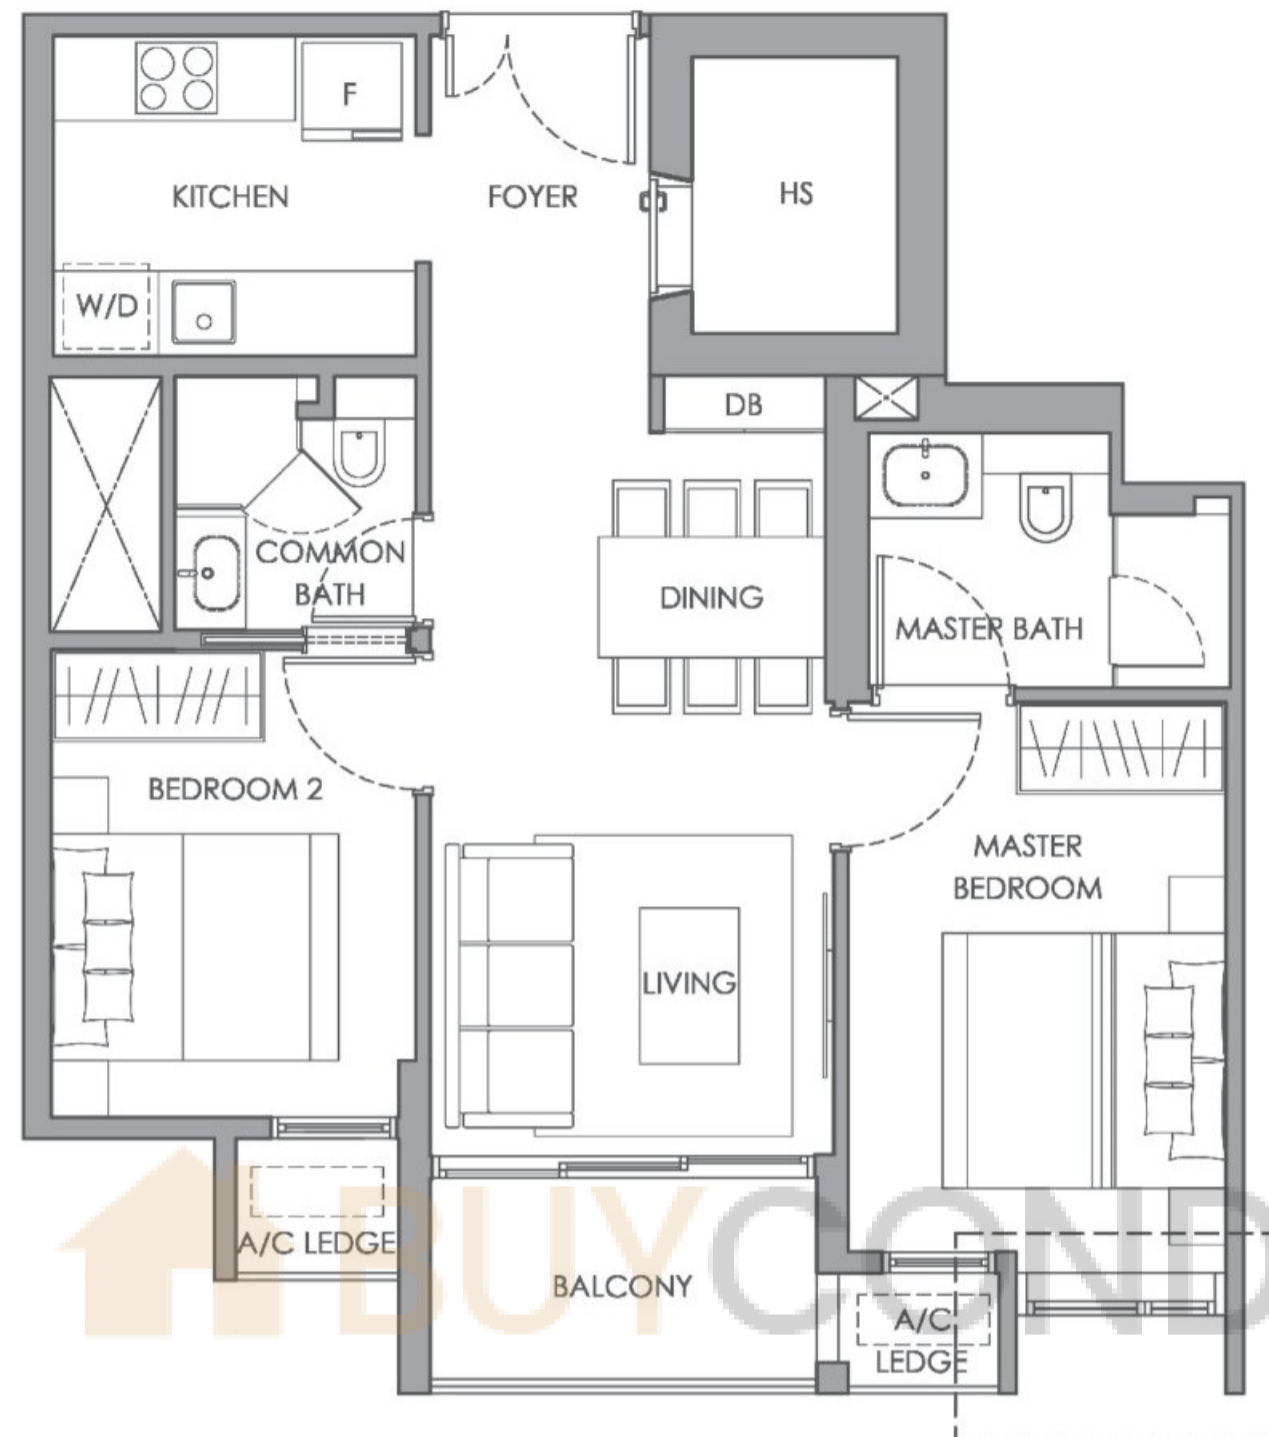 F
KITCHEN
FOYER
HS
W/D
DB
COMMON
BATH
DINING
MASTER BATH
BEDROOM 2
MASTER
BEDROOM
LIVING
A/C LEDGE
BALCONY
A/C
LEDGE
BUYCOND